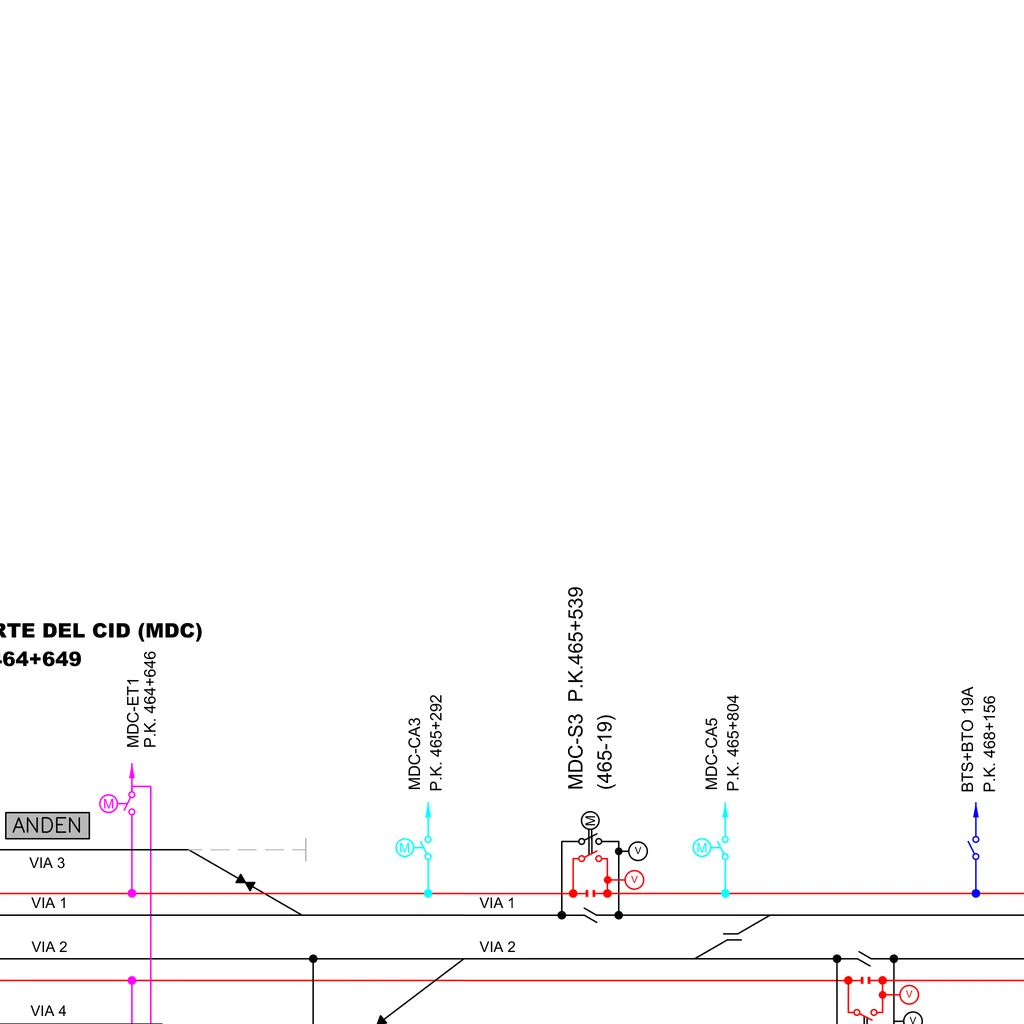 RTE DEL CID (MDC)
464+649
MDC-ET1
P.K. 464+646
MDC-CA3
P.K. 465+292
MDC-S3 P.K.465+539
(465-19)
MDC-CA5
P.K. 465+804
BTS+BTO 19A
P.K. 468+156
M
M
M
M
V
V
ANDEN
VIA 3
VIA 1
VIA 1
VIA 2
VIA 2
V
V
VIA 4